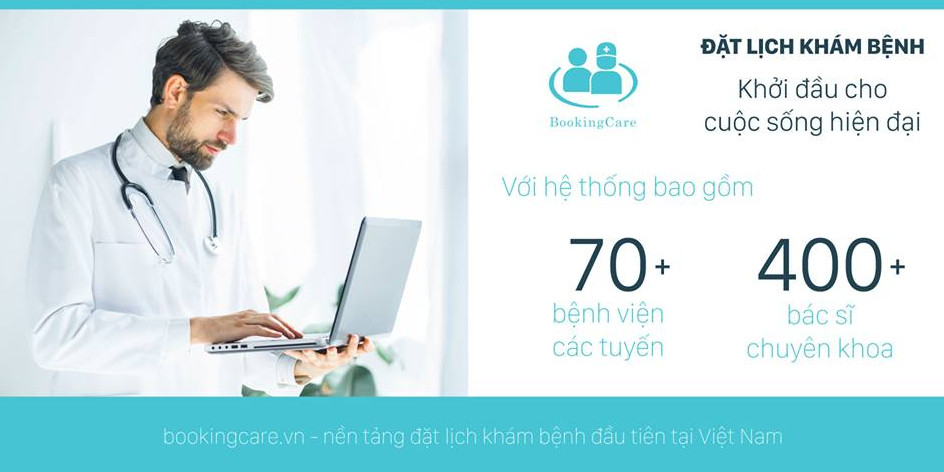 BookingCare
ĐẶT LỊCH KHÁM BỆNH
Khởi đầu cho
cuộc sống hiện đại
Với hệ thống bao gồm
70+
bệnh viện
các tuyến
400+
bác sĩ
chuyên khoa
bookingcare.vn - nền tảng đặt lịch khám bệnh đầu tiên tại Việt Nam